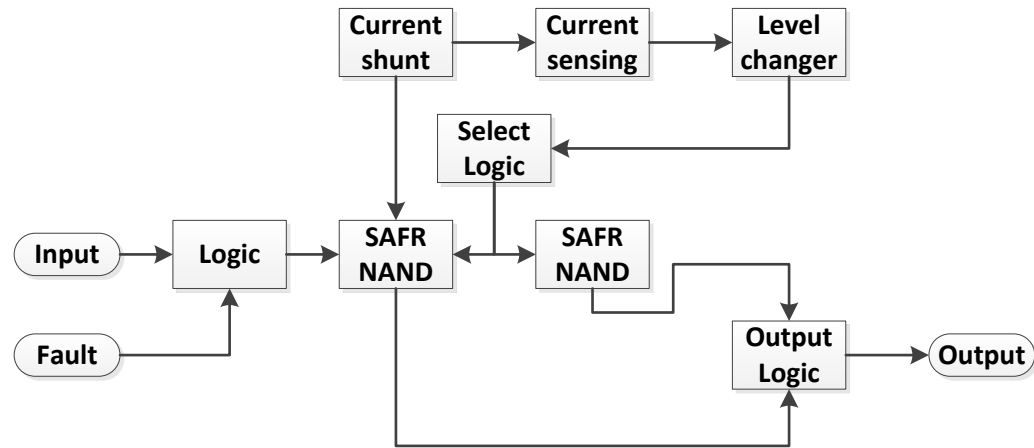 Current
shunt
Current
sensing
Level
changer
Select
Logic
Input
Logic
SAFR
NAND
SAFR
NAND
Fault
Output
Logic
Output